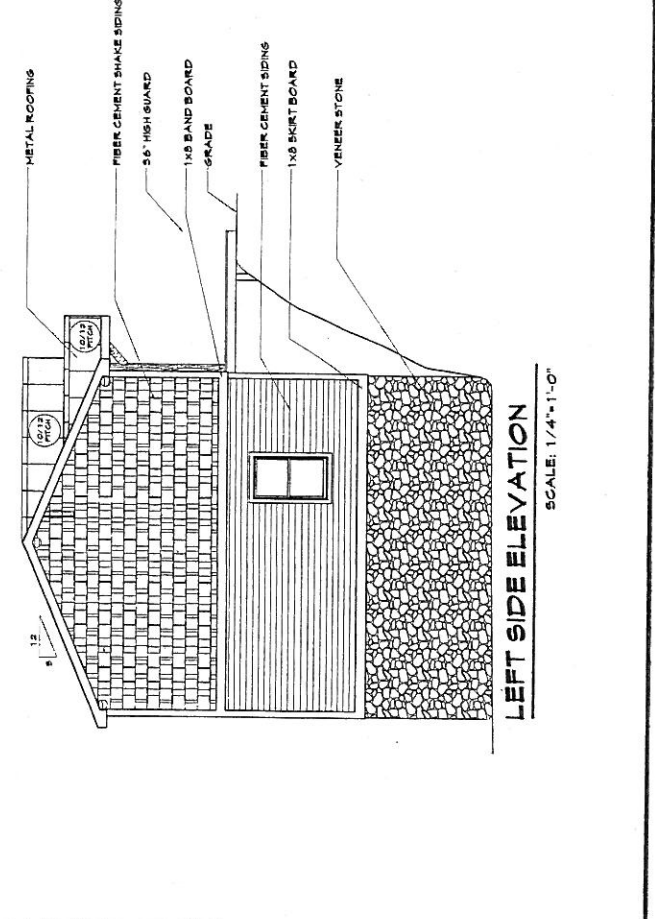 METAL ROOFING
FIBER CEMENT SHAKE SIDING
36" HIGH GUARD
1X8 BAND BOARD
GRADE
FIBER CEMENT SIDING
1X8 SKIRT BOARD
VENEER STONE
10/12
PITCH
10/12
PITCH
12
LEFT SIDE ELEVATION
SCALE: 1/4"=1'-0"